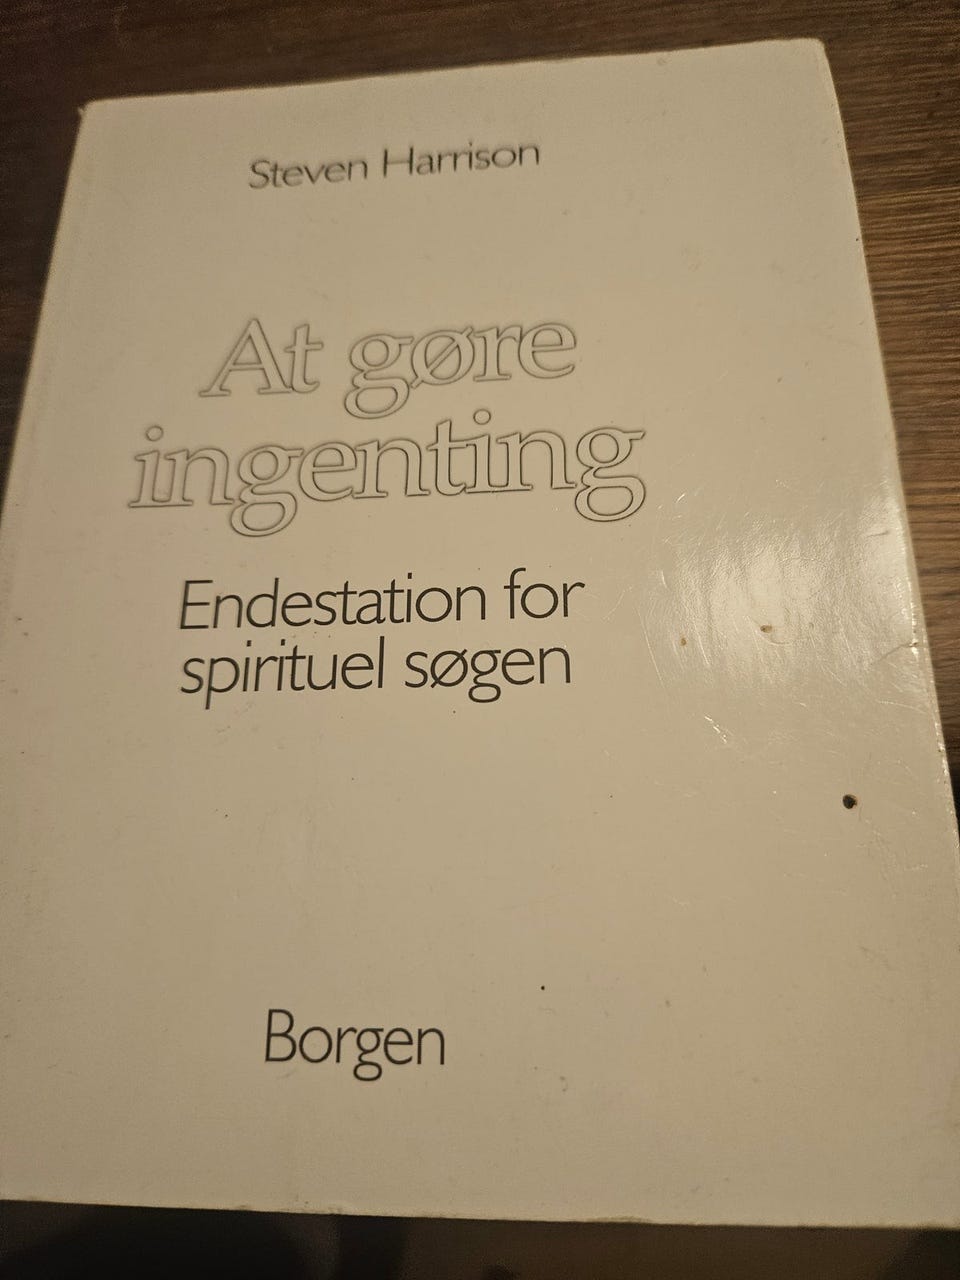 Steven Harrison
At gøre
ingenting
Endestation for
spirituel søgen
Borgen